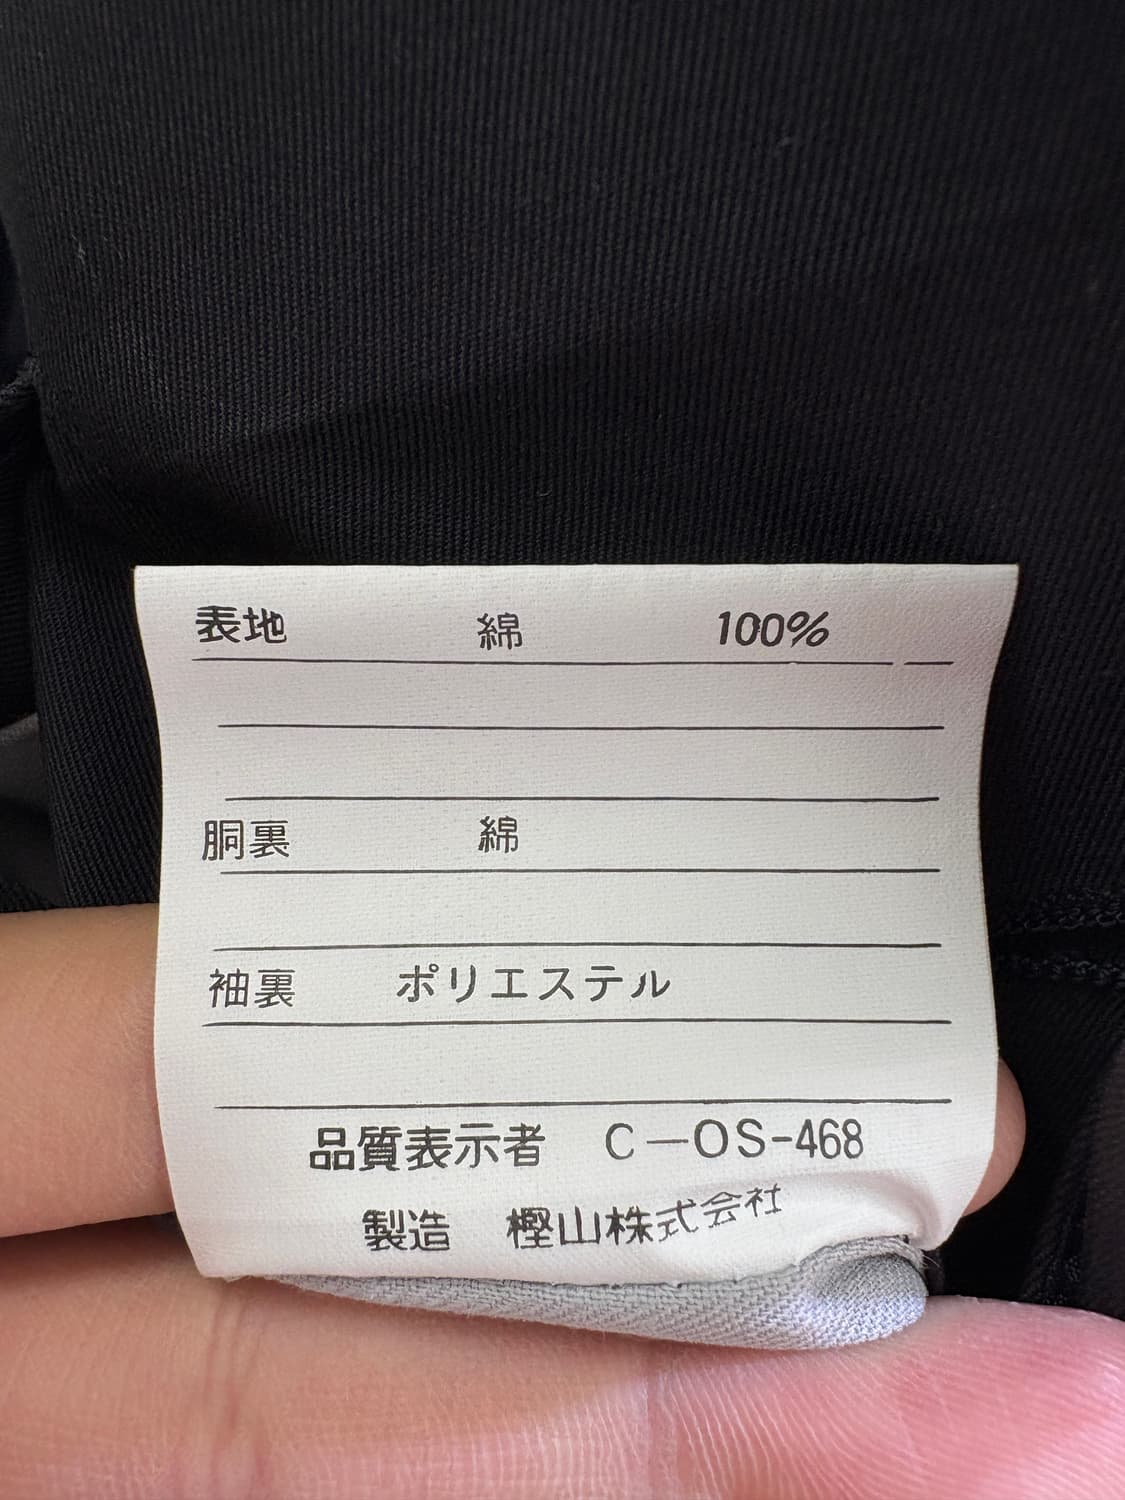 表地 綿 100%
胴裏 綿
袖裏 ポリエステル
品質表示者 C-OS-468
製造 樫山株式会社